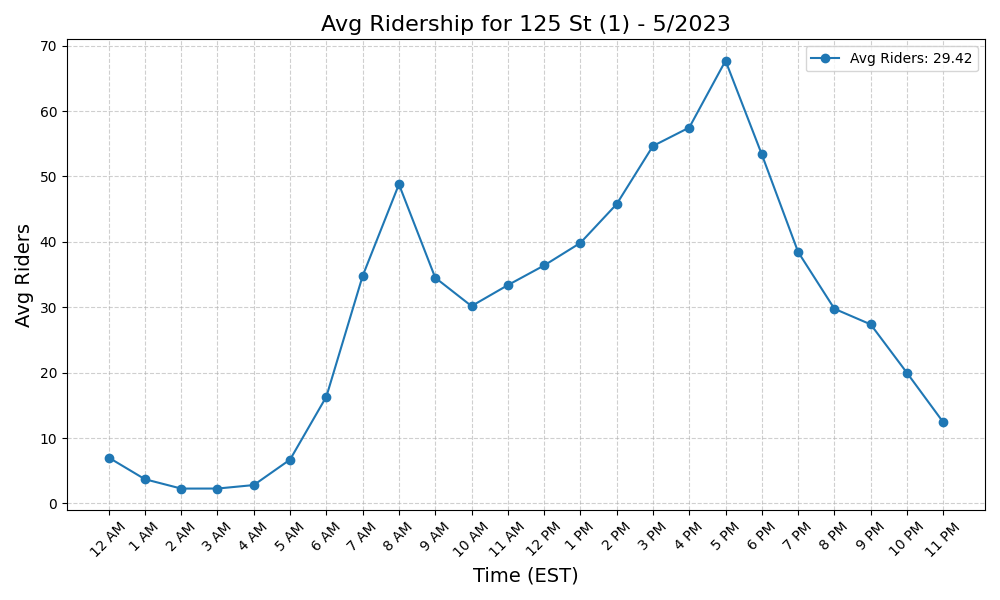 Avg Ridership for 125 St (1) - 5/2023
Avg Riders: 29.42
Avg Riders
70
60
50
40
30
20
10
0
12 AM
1 AM
2 AM
3 AM
4 AM
5 AM
6 AM
7 AM
8 AM
9 AM
10 AM
11 AM
12 PM
1 PM
2 PM
3 PM
4 PM
5 PM
6 PM
7 PM
8 PM
9 PM
10 PM
11 PM
Time (EST)